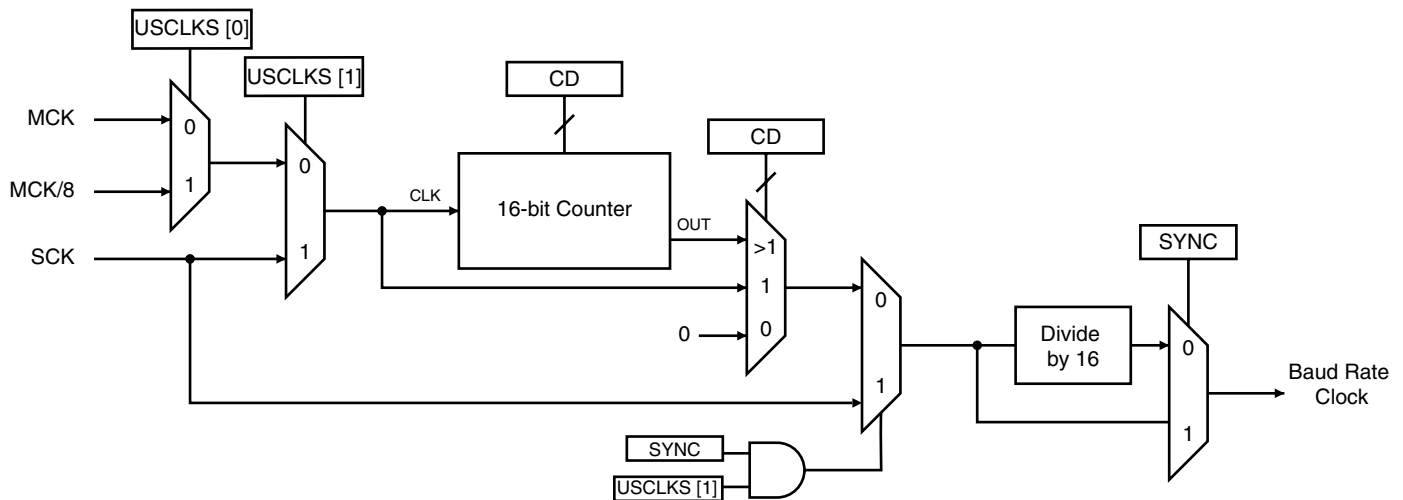 USCLKS [0]
USCLKS [1]
CD
MCK
0
CD
0
MCK/8
1
CLK
16-bit Counter
OUT
SYNC
SCK
1
>1
1
0
0
0
Divide
by 16
0
1
1
Baud Rate
Clock
SYNC
USCLKS [1]